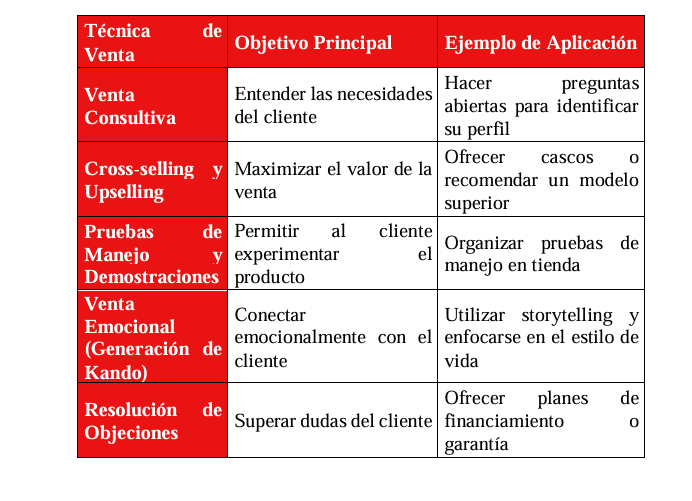 Técnica de
Venta
Objetivo Principal
Ejemplo de Aplicación
Venta
Consultiva
Entender las necesidades
del cliente
Hacer preguntas
abiertas para identificar
su perfil
Cross-selling y
Upselling
Maximizar el valor de la
venta
Ofrecer cascos o
recomendar un modelo
superior
Pruebas de
Manejo y
Demostraciones
Permitir al cliente
experimentar el
producto
Organizar pruebas de
manejo en tienda
Venta
Emocional
(Generación de
Kando)
Conectar
emocionalmente con el
cliente
Utilizar storytelling y
enfocarse en el estilo de
vida
Resolución de
Objeciones
Superar dudas del cliente
Ofrecer planes de
financiamiento o
garantía